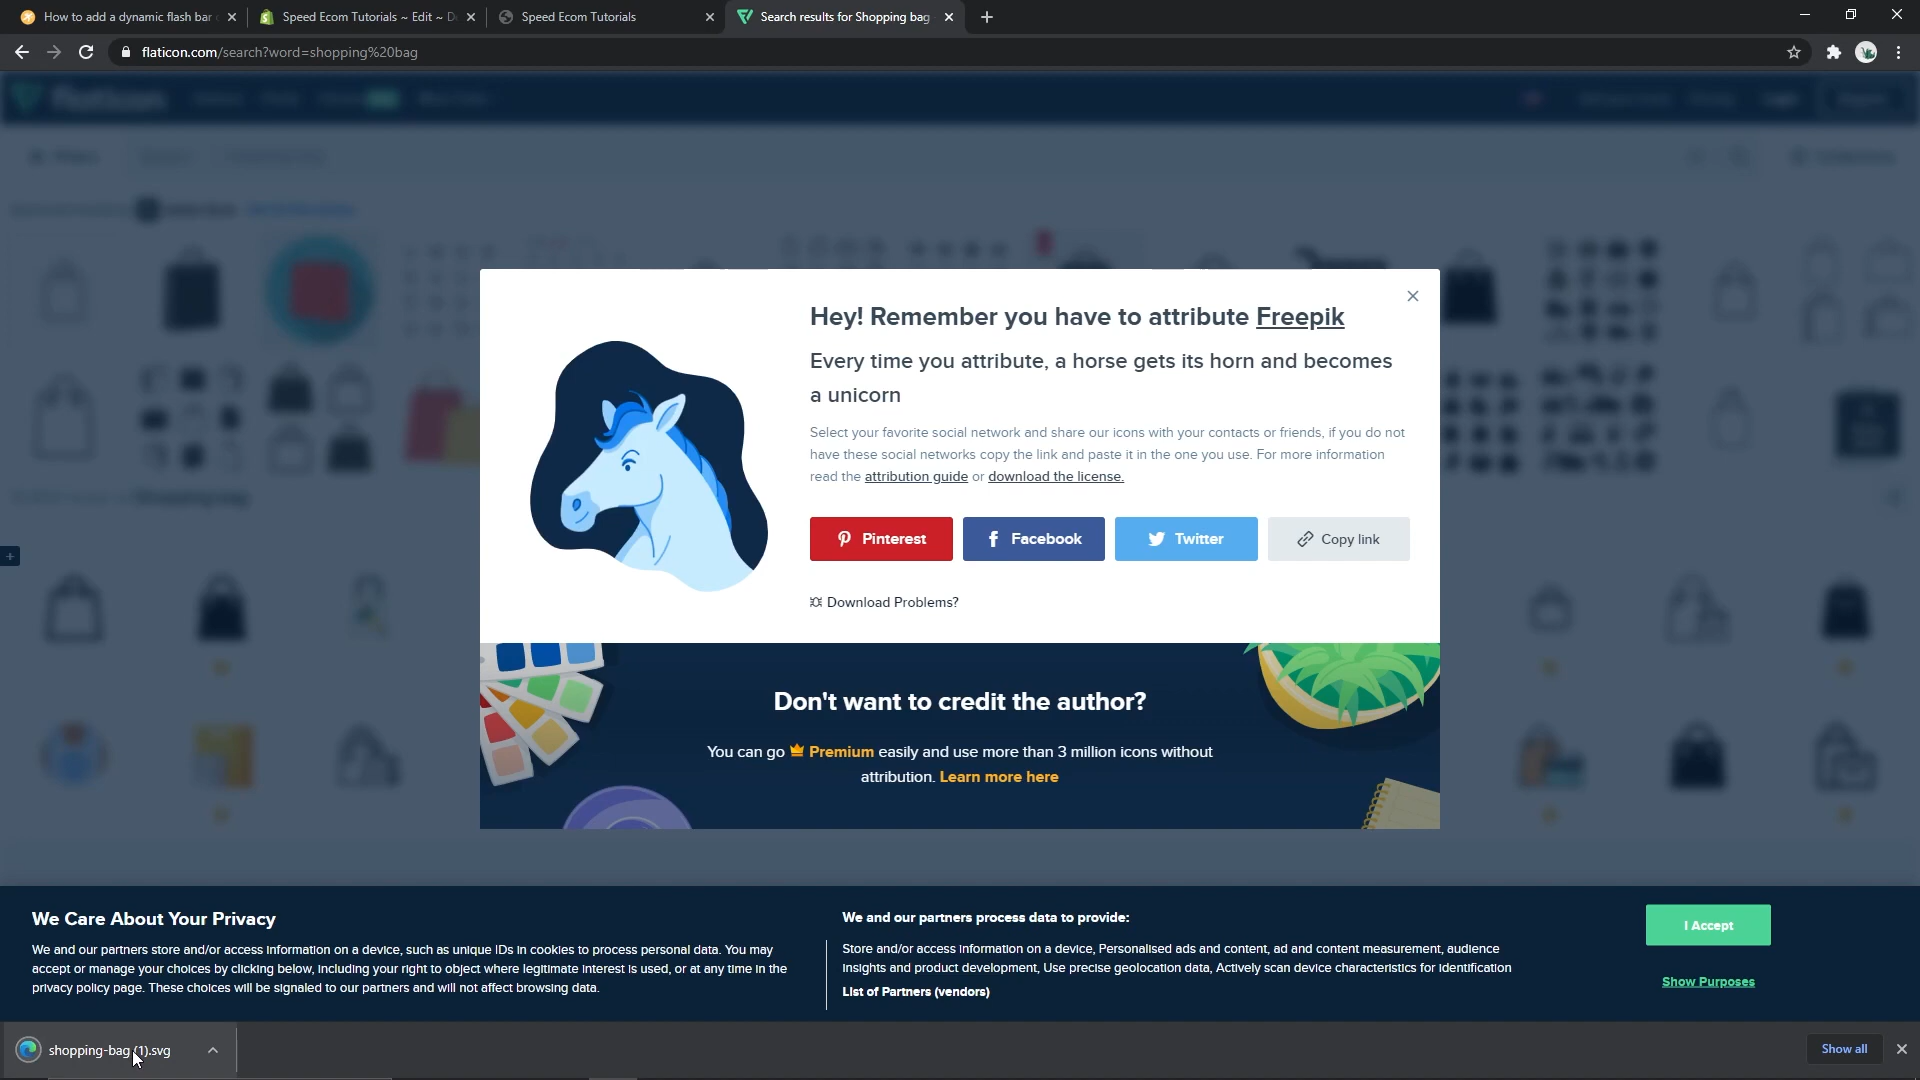 How to add a dynamic flash bar
Speed Ecom Tutorials ~ Edit ~ D
Speed Ecom Tutorials
Search results for Shopping bag
flaticon.com/search?word=shopping%20bag
Hey! Remember you have to attribute Freepik
Every time you attribute, a horse gets its horn and becomes
a unicorn
Select your favorite social network and share our icons with your contacts or friends, if you do not
have these social networks copy the link and paste it in the one you use. For more information
read the attribution guide or download the license.
Pinterest
Facebook
Twitter
Copy link
Download Problems?
Don't want to credit the author?
You can go Premium easily and use more than 3 million icons without
attribution. Learn more here
We Care About Your Privacy
We and our partners store and/or access information on a device, such as unique IDs in cookies to process personal data. You may
accept or manage your choices by clicking below, including your right to object where legitimate interest is used, or at any time in the
privacy policy page. These choices will be signaled to our partners and will not affect browsing data.
We and our partners process data to provide:
Store and/or access information on a device, Personalised ads and content, ad and content measurement, audience
insights and product development, Use precise geolocation data, Actively scan device characteristics for identification
List of Partners (vendors)
I Accept
Show Purposes
shopping-bag (1).svg
Show all